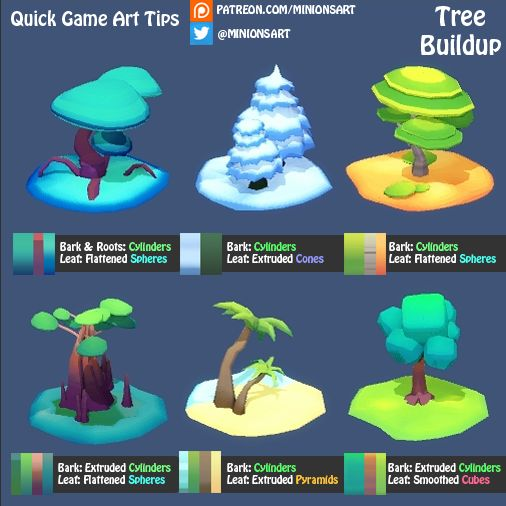 Quick Game Art Tips
PATREON.COM/MINIONSART
@MINIONSART
Tree
Buildup
Bark & Roots: Cylinders
Leaf: Flattened Spheres
Bark: Cylinders
Leaf: Extruded Cones
Bark: Cylinders
Leaf: Flattened Spheres
Bark: Extruded Cylinders
Leaf: Flattened Spheres
Bark: Cylinders
Leaf: Extruded Pyramids
Bark: Extruded Cylinders
Leaf: Smoothed Cubes